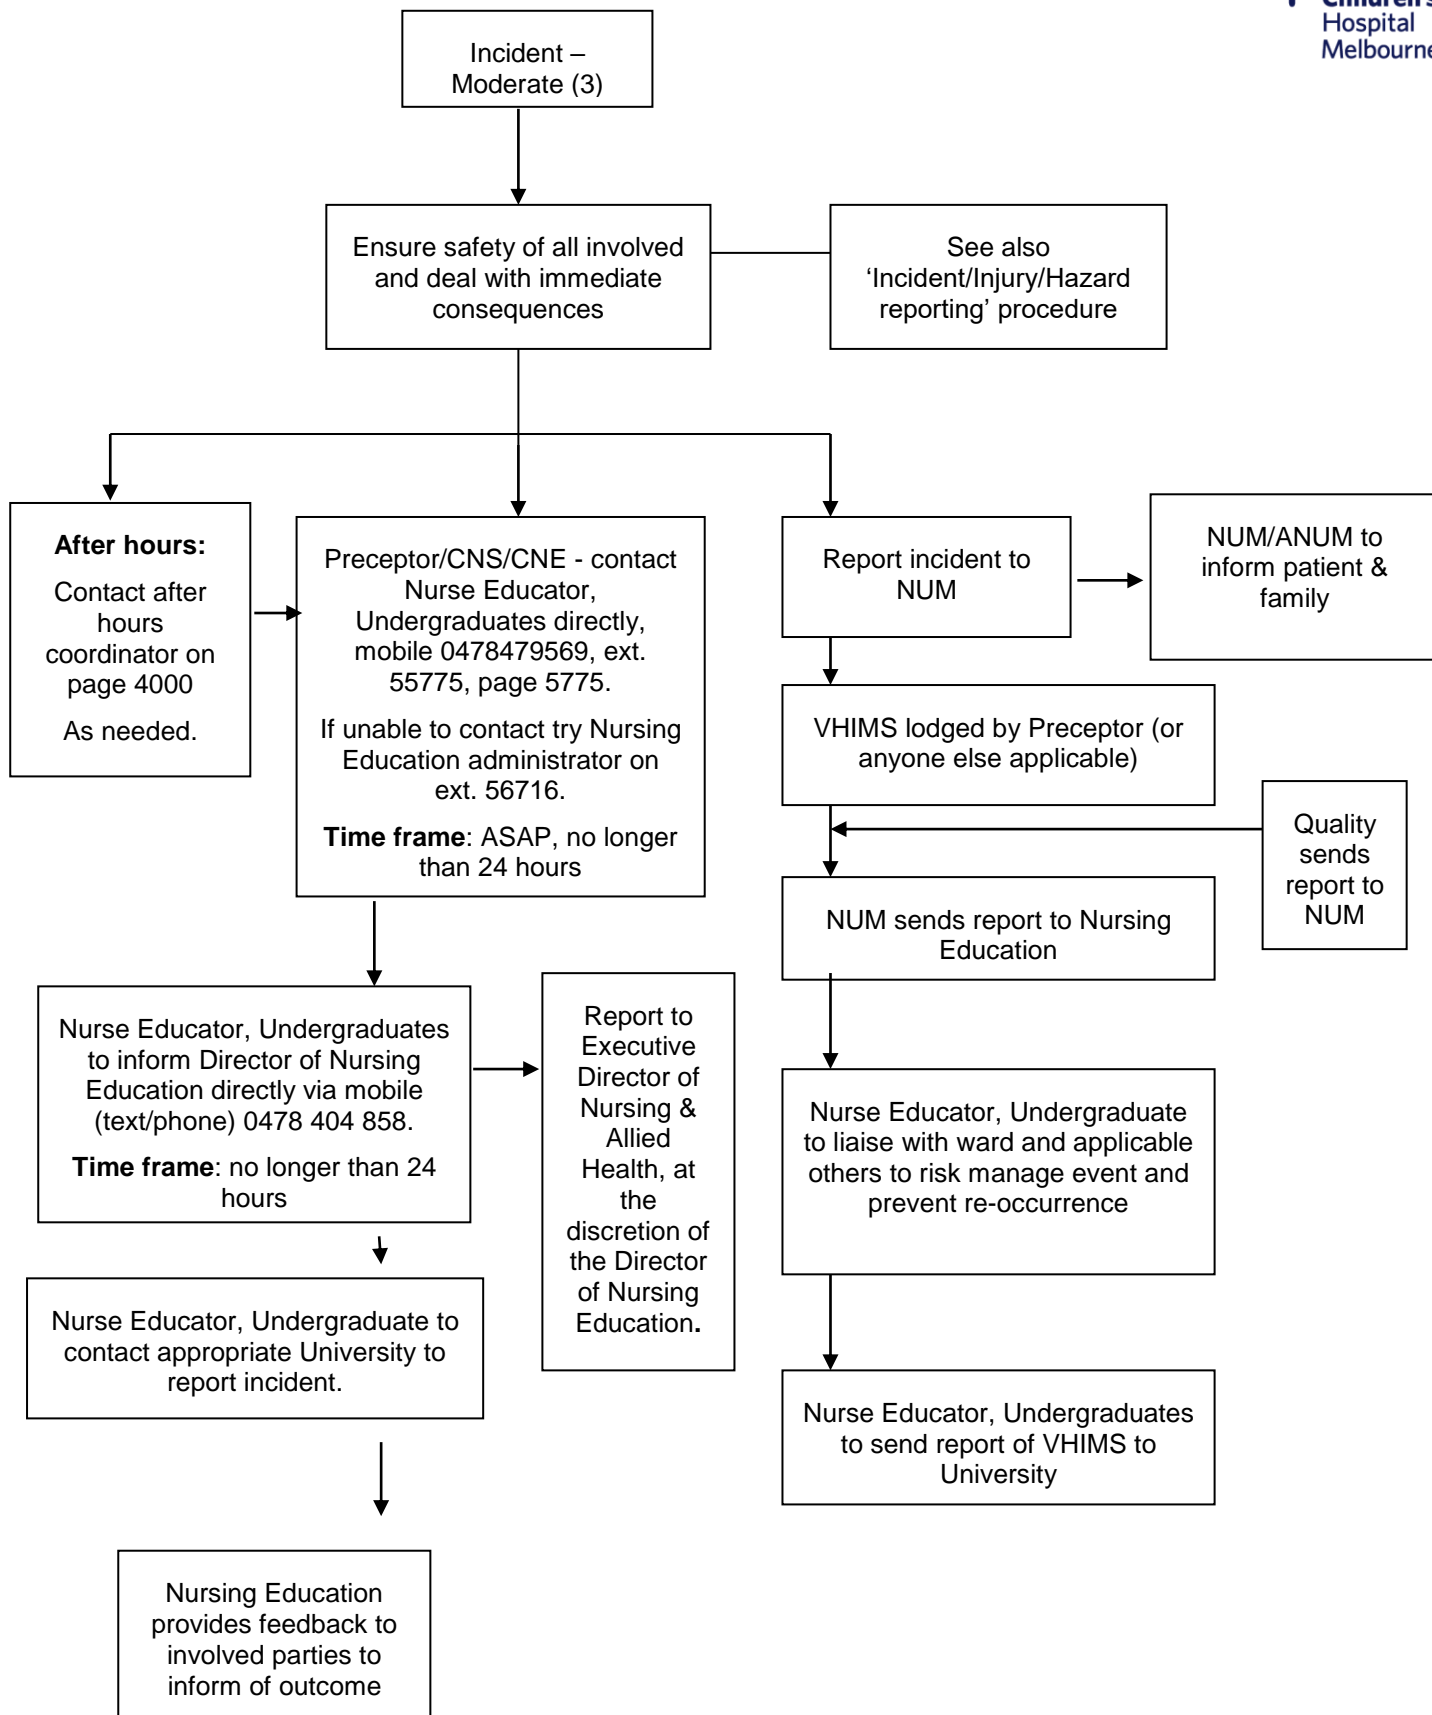 Children's
Hospital
Melbourne
Incident –
Moderate (3)
Ensure safety of all involved
and deal with immediate
consequences
See also
‘Incident/Injury/Hazard
reporting’ procedure
After hours:
Contact after
hours
coordinator on
page 4000
As needed.
Preceptor/CNS/CNE - contact
Nurse Educator,
Undergraduates directly,
mobile 0478479569, ext.
55775, page 5775.
If unable to contact try Nursing
Education administrator on
ext. 56716.
Time frame: ASAP, no longer
than 24 hours
Report incident to
NUM
NUM/ANUM to
inform patient &
family
VHIMS lodged by Preceptor (or
anyone else applicable)
Quality
sends
report to
NUM
NUM sends report to Nursing
Education
Nurse Educator, Undergraduates
to inform Director of Nursing
Education directly via mobile
(text/phone) 0478 404 858.
Time frame: no longer than 24
hours
Report to
Executive
Director of
Nursing &
Allied
Health, at
the
discretion of
the Director
of Nursing
Education.
Nurse Educator, Undergraduate
to liaise with ward and applicable
others to risk manage event and
prevent re-occurrence
Nurse Educator, Undergraduate to
contact appropriate University to
report incident.
Nurse Educator, Undergraduates
to send report of VHIMS to
University
Nursing Education
provides feedback to
involved parties to
inform of outcome